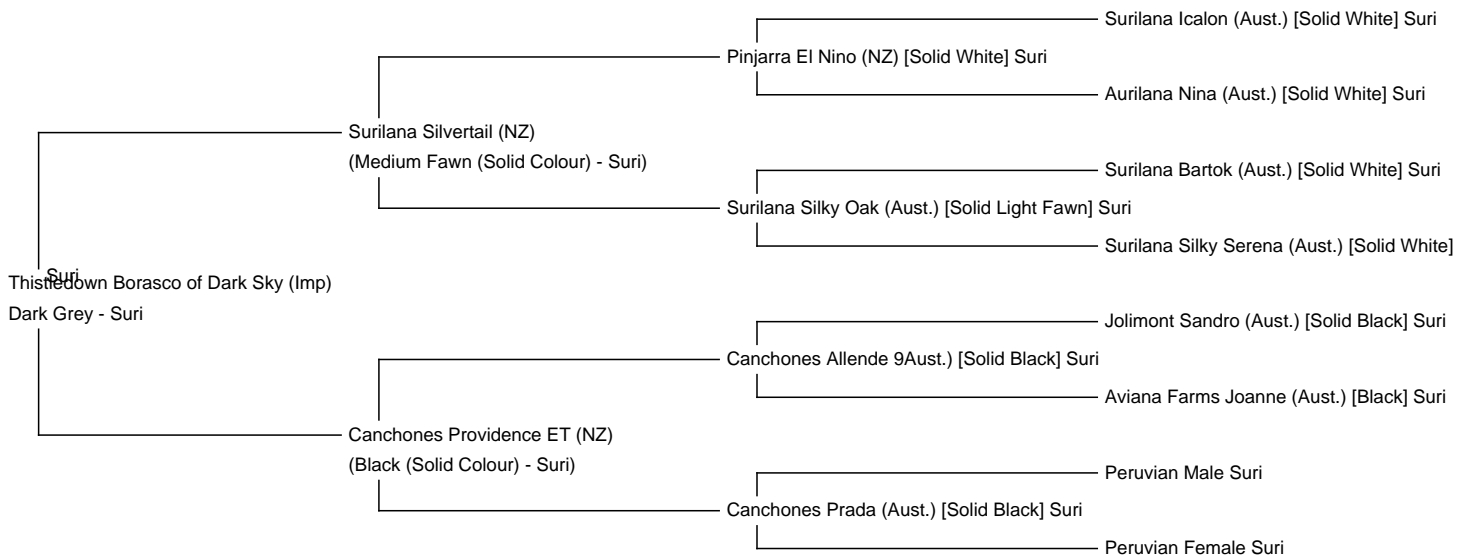 Surilana Icalon (Aust.) [Solid White] Suri
Pinjarra El Nino (NZ) [Solid White] Suri
Aurilana Nina (Aust.) [Solid White] Suri
Surilana Silvertail (NZ)
(Medium Fawn (Solid Colour) - Suri)
Surilana Bartok (Aust.) [Solid White] Suri
Surilana Silky Oak (Aust.) [Solid Light Fawn] Suri
Surilana Silky Serena (Aust.) [Solid White]
Suri
Thistledown Borasco of Dark Sky (Imp)
Dark Grey - Suri
Jolimont Sandro (Aust.) [Solid Black] Suri
Canchones Allende 9Aust.) [Solid Black] Suri
Aviana Farms Joanne (Aust.) [Black] Suri
Canchones Providence ET (NZ)
(Black (Solid Colour) - Suri)
Peruvian Male Suri
Canchones Prada (Aust.) [Solid Black] Suri
Peruvian Female Suri